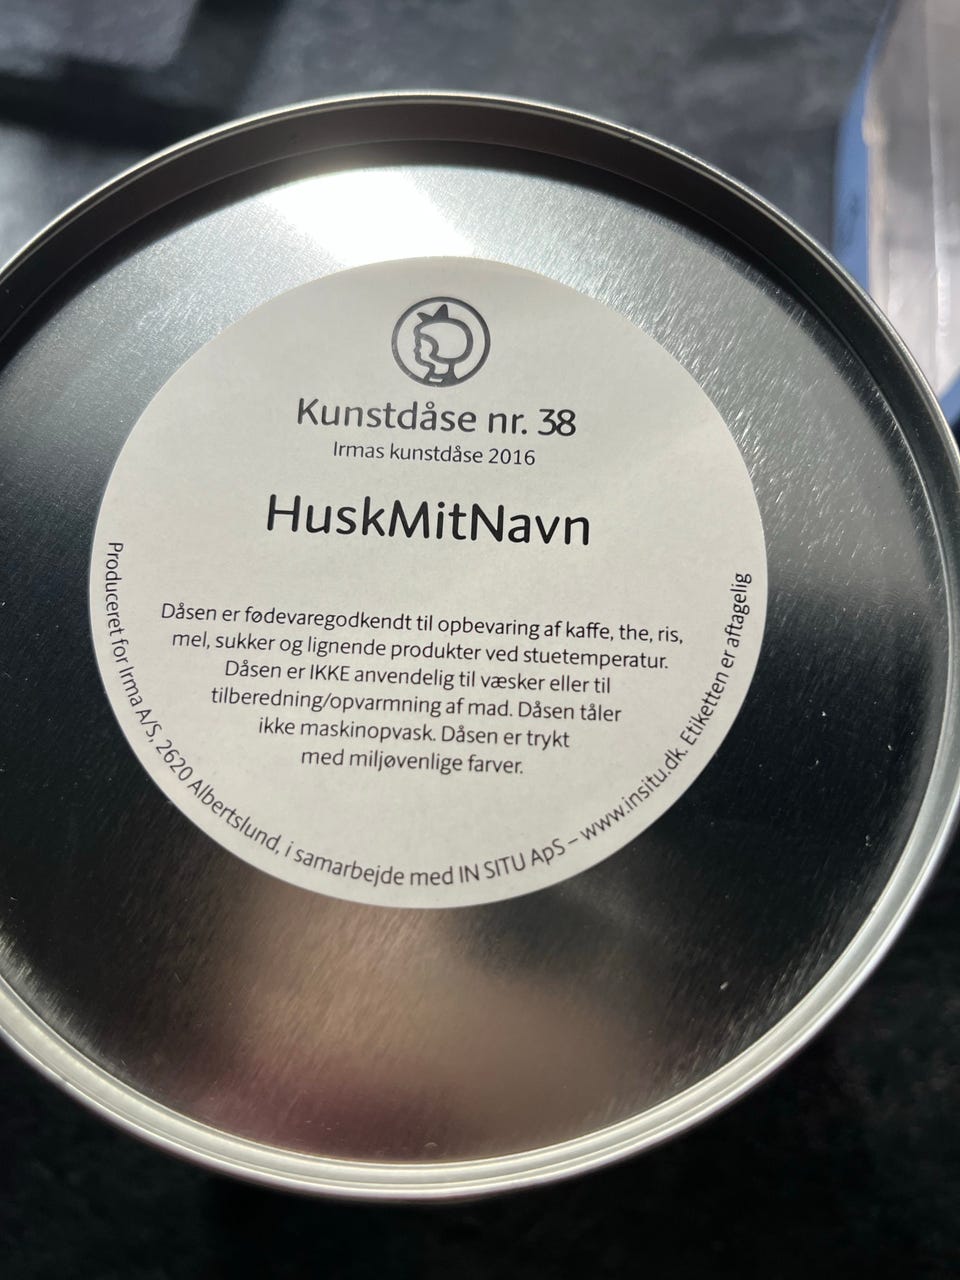 Kunstdåse nr. 38
Irmas kunstdåse 2016
HuskMitNavn
Dåsen er fødevaregodkendt til opbevaring af kaffe, the, ris,
mel, sukker og lignende produkter ved stuetemperatur.
Dåsen er IKKE anvendelig til væsker eller til
tilberedning/opvarmning af mad. Dåsen tåler
ikke maskinopvask. Dåsen er trykt
med miljøvenlige farver.
Produceret for Irma A/S, 2620 Albertslund, i samarbejde med IN SITU ApS – www.insitu.dk. Etiketten er aftagelig